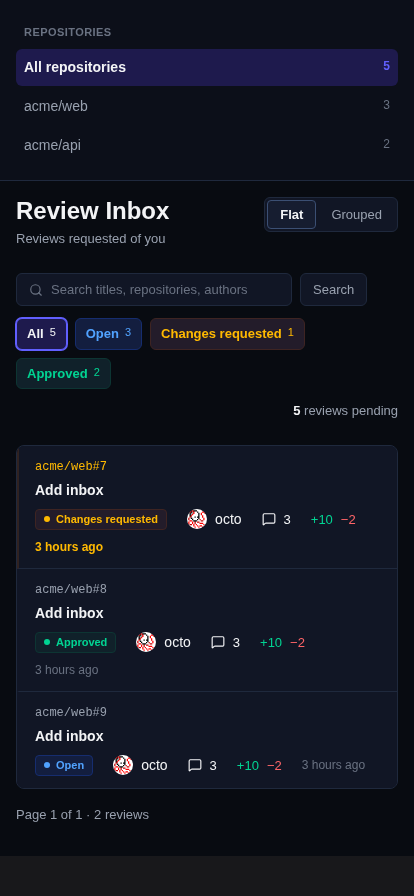 REPOSITORIES
All repositories 5
acme/web 3
acme/api 2
Review Inbox
Flat Grouped
Reviews requested of you
Search titles, repositories, authors Search
All 5 Open 3 Changes requested 1
Approved 2
5 reviews pending
acme/web#7
Add inbox
Changes requested octo 3 +10 −2
3 hours ago
acme/web#8
Add inbox
Approved octo 3 +10 −2
3 hours ago
acme/web#9
Add inbox
Open octo 3 +10 −2 3 hours ago
Page 1 of 1 · 2 reviews